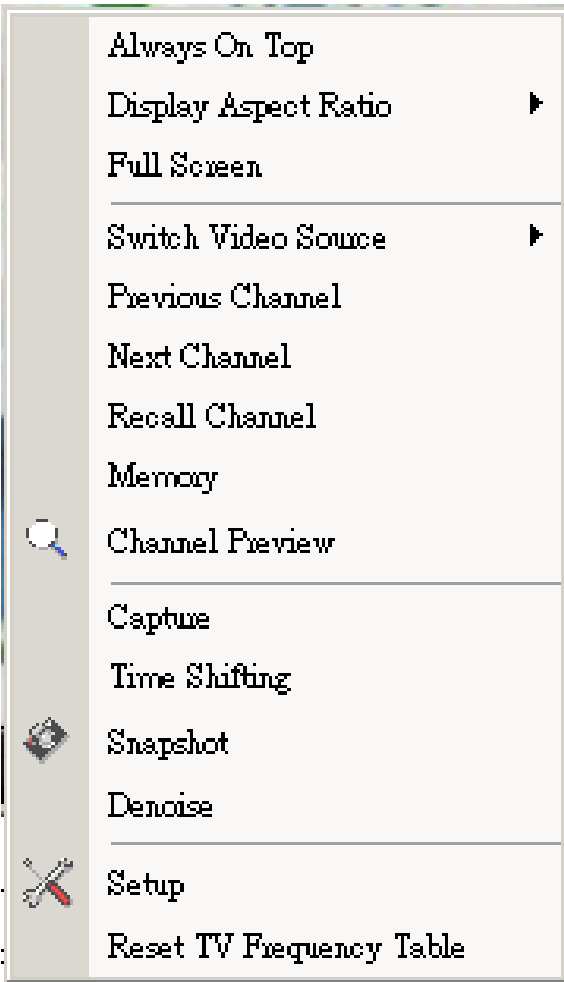 Always On Top
Display Aspect Ratio
Full Screen
Switch Video Source
Previous Channel
Next Channel
Recall Channel
Memory
Channel Preview
Capture
Time Shifting
Snapshot
Denoise
Setup
Reset TV Frequency Table